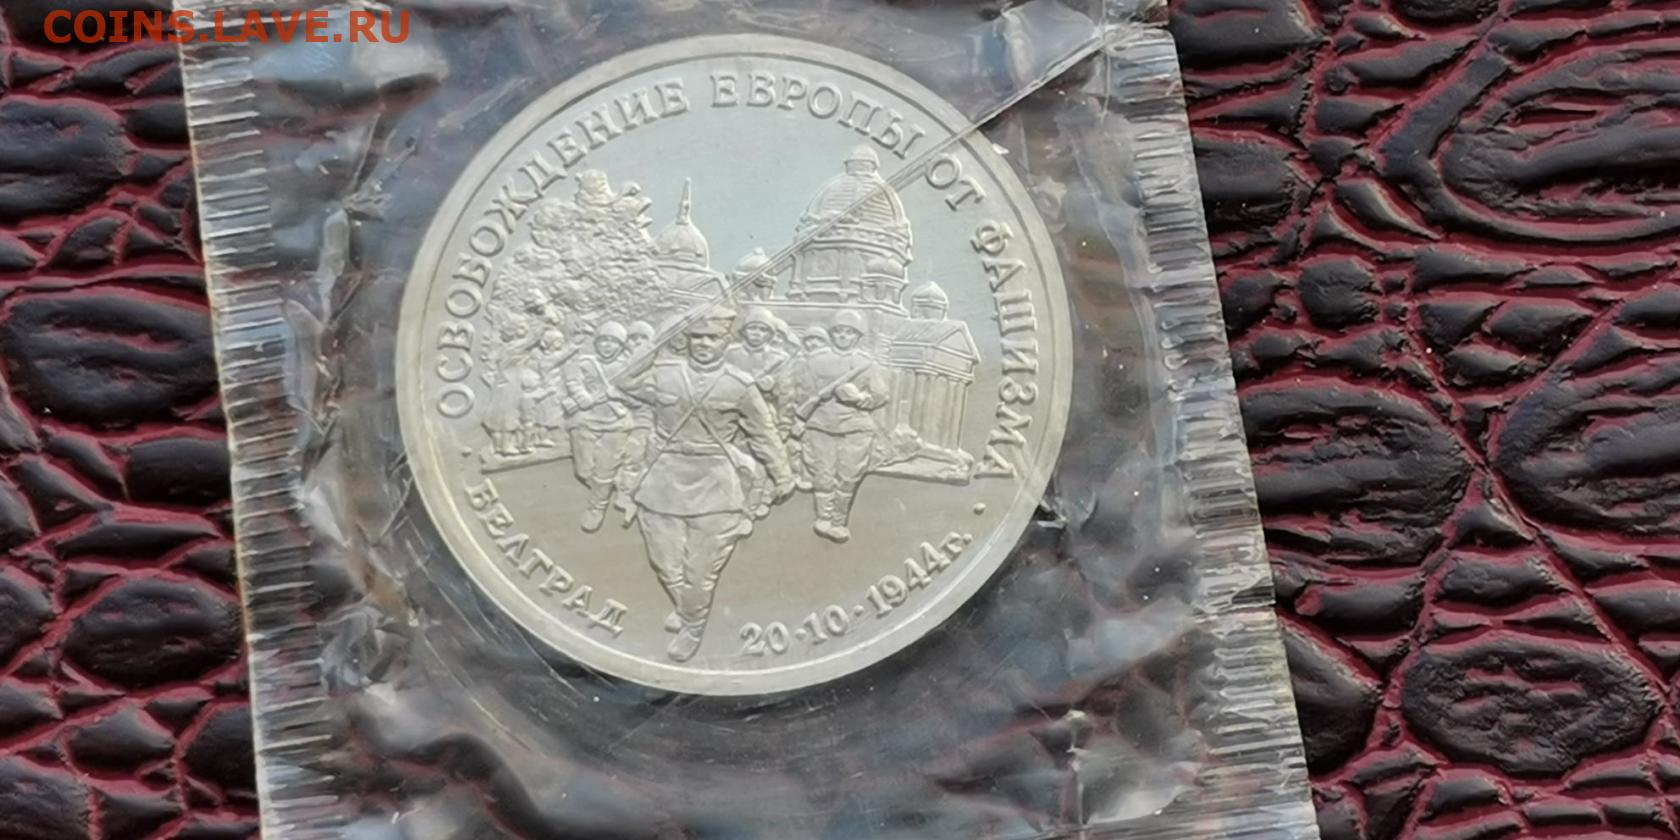 COINS.LAVE.RU
ОСВОБОЖДЕНИЕ ЕВРОПЫ ОТ ФАШИЗМА
· БЕЛГРАД 20·10·1944г. ·